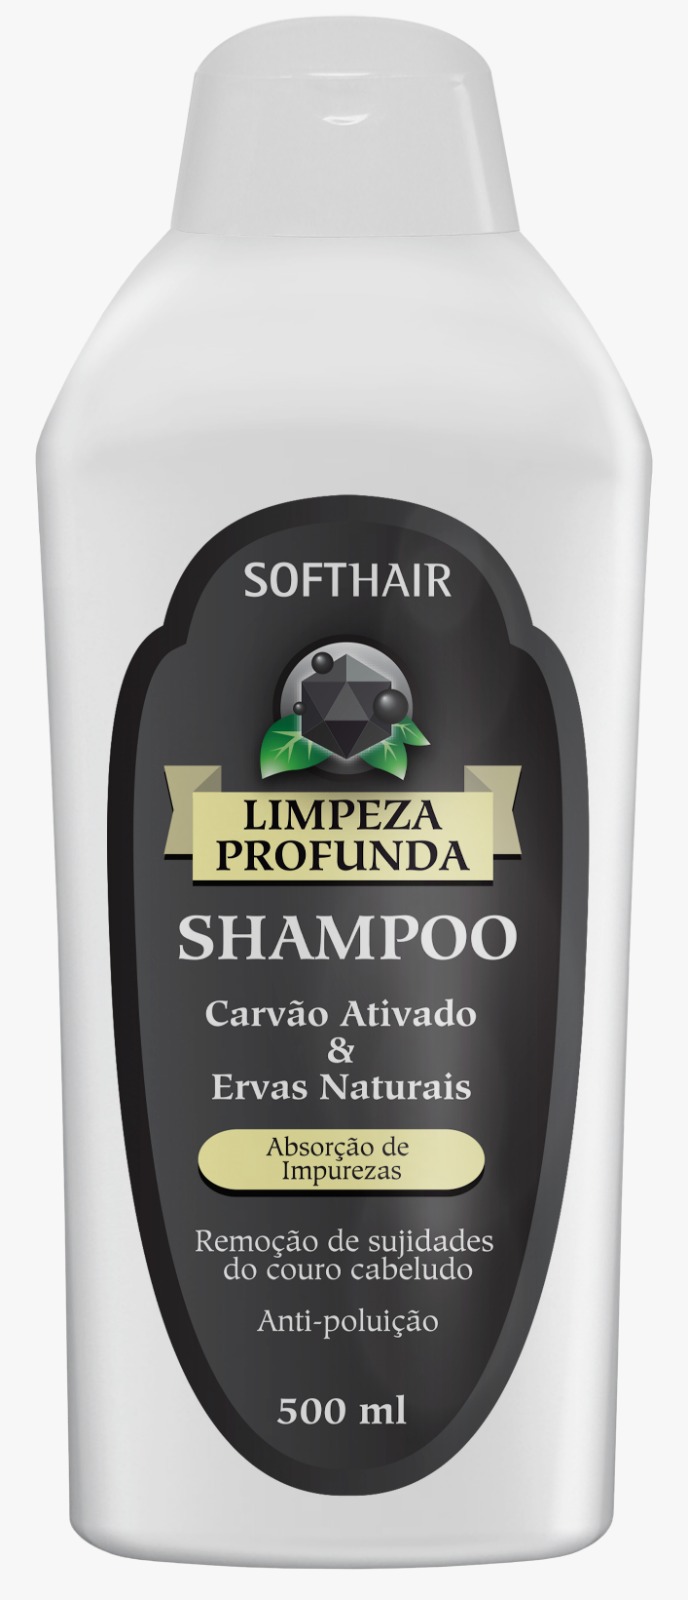 SOFTHAIR
LIMPEZA
PROFUNDA
SHAMPOO
Carvão Ativado
&
Ervas Naturais
Absorção de
Impurezas
Remoção de sujidades
do couro cabeludo
Anti-poluição
500 ml